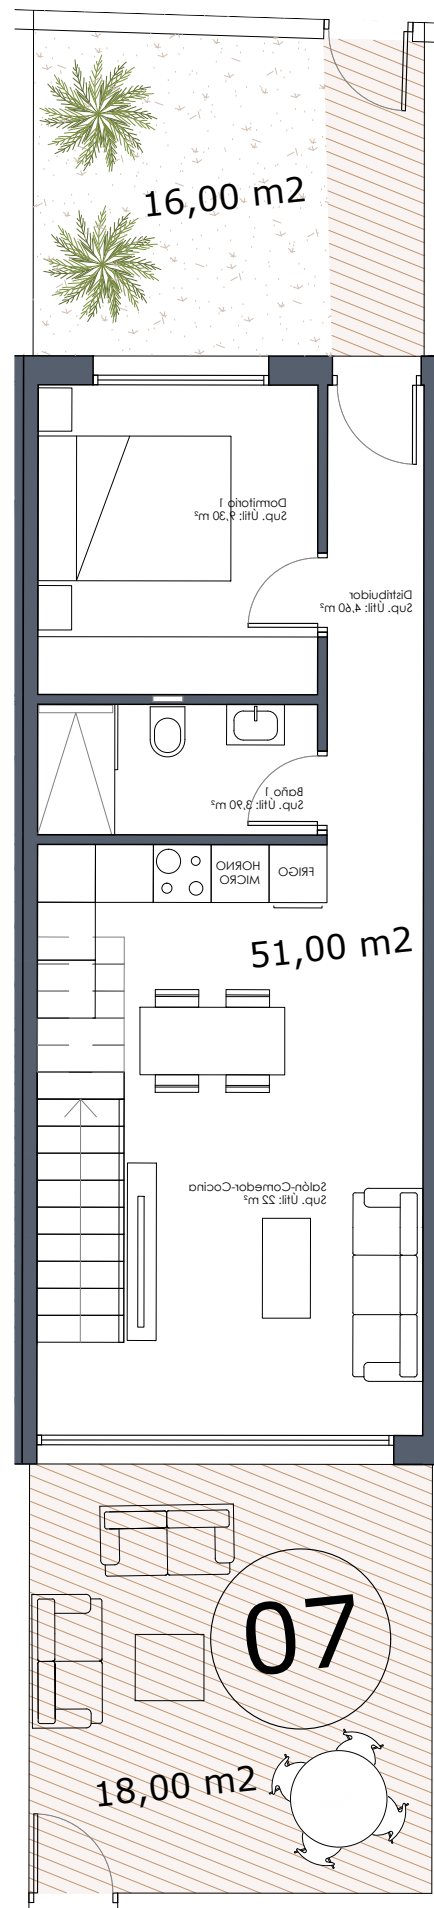 16,00 m2
Dormitorio 1
Sup. Útil: 9,30 m²
Distribuidor
Sup. Útil: 4,60 m²
Baño 1
Sup. Útil: 3,90 m²
HORNO
MICRO
FRIGO
51,00 m2
Salón-Comedor-Cocina
Sup. Útil: 22 m²
07
18,00 m2